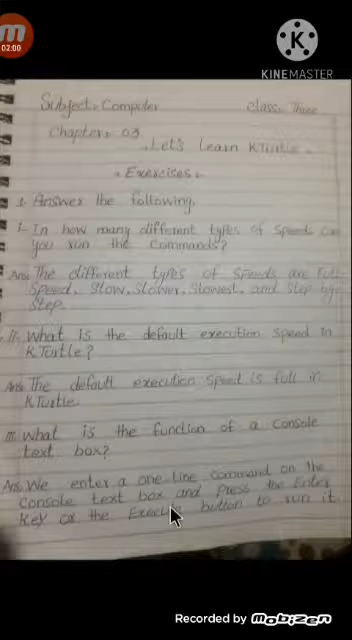 m
02:00
K
KINEMASTER
Subject:- Computer Class:- Three
Chapter:- 03
Let's Learn KTurtle.
Exercises.
1. Answer the following.
I. In how many different types of speeds can
you run the commands?
Ans: The different types of speeds are Full
Speed, Slow, Slower, Slowest, and Step by
Step.
II. What is the default execution speed in
KTurtle?
Ans: The default execution speed is full in
KTurtle.
III. What is the function of a console
text box?
Ans: We enter a one-line command on the
Console text box and press the Enter
Key or the Execute button to run it.
Recorded by Mobizen